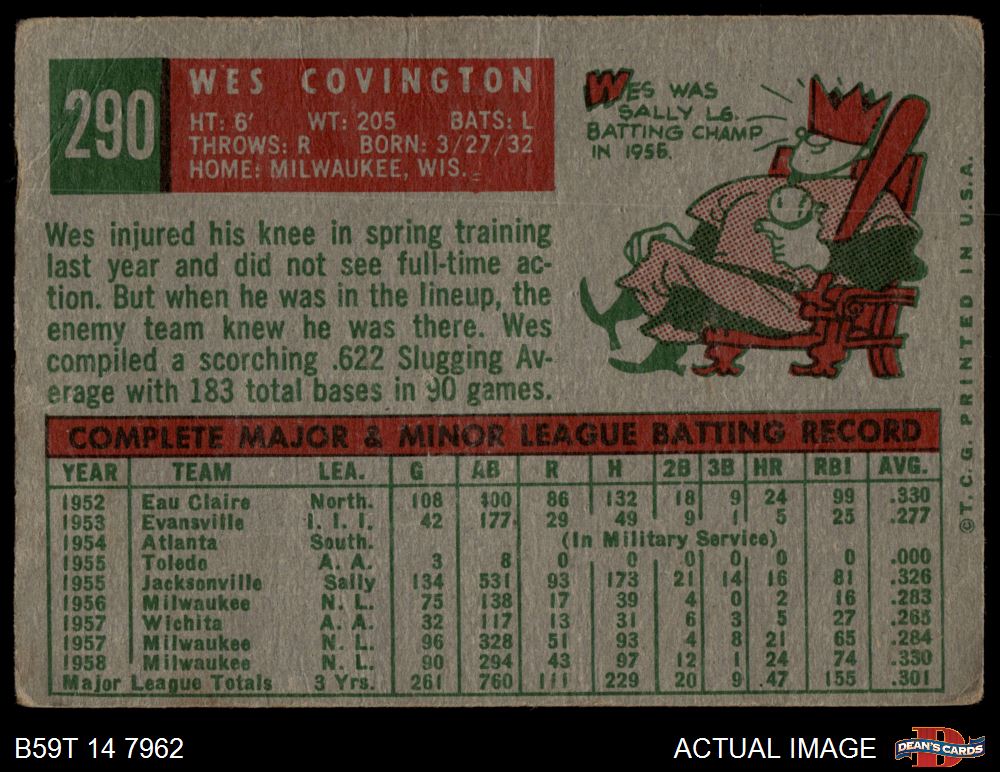 290
WES COVINGTON
HT: 6' WT: 205 BATS: L
THROWS: R BORN: 3/27/32
HOME: MILWAUKEE, WIS.
WES WAS
SALLY LG.
BATTING CHAMP
IN 1955.
Wes injured his knee in spring training
last year and did not see full-time ac-
tion. But when he was in the lineup, the
enemy team knew he was there. Wes
compiled a scorching .622 Slugging Av-
erage with 183 total bases in 90 games.
COMPLETE MAJOR & MINOR LEAGUE BATTING RECORD
YEAR TEAM LEA. G AB R H 2B 3B HR RBI AVG.
1952 Eau Claire North. 108 400 86 132 18 9 24 99 .330
1953 Evansville I. I. I. 42 177 29 49 9 1 5 25 .277
1954 Atlanta South. (In Military Service)
1955 Toledo A. A. 3 8 0 0 0 0 0 0 .000
1955 Jacksonville Sally 134 531 93 173 21 14 16 81 .326
1956 Milwaukee N. L. 75 138 17 39 4 0 2 16 .283
1957 Wichita A. A. 32 117 13 31 6 3 5 27 .265
1957 Milwaukee N. L. 96 328 51 93 4 8 21 65 .284
1958 Milwaukee N. L. 90 294 43 97 12 1 24 74 .330
Major League Totals 3 Yrs. 261 760 111 229 20 9 47 155 .301
©T.C.G. PRINTED IN U.S.A.
B59T 14 7962
ACTUAL IMAGE
DEAN'S CARDS